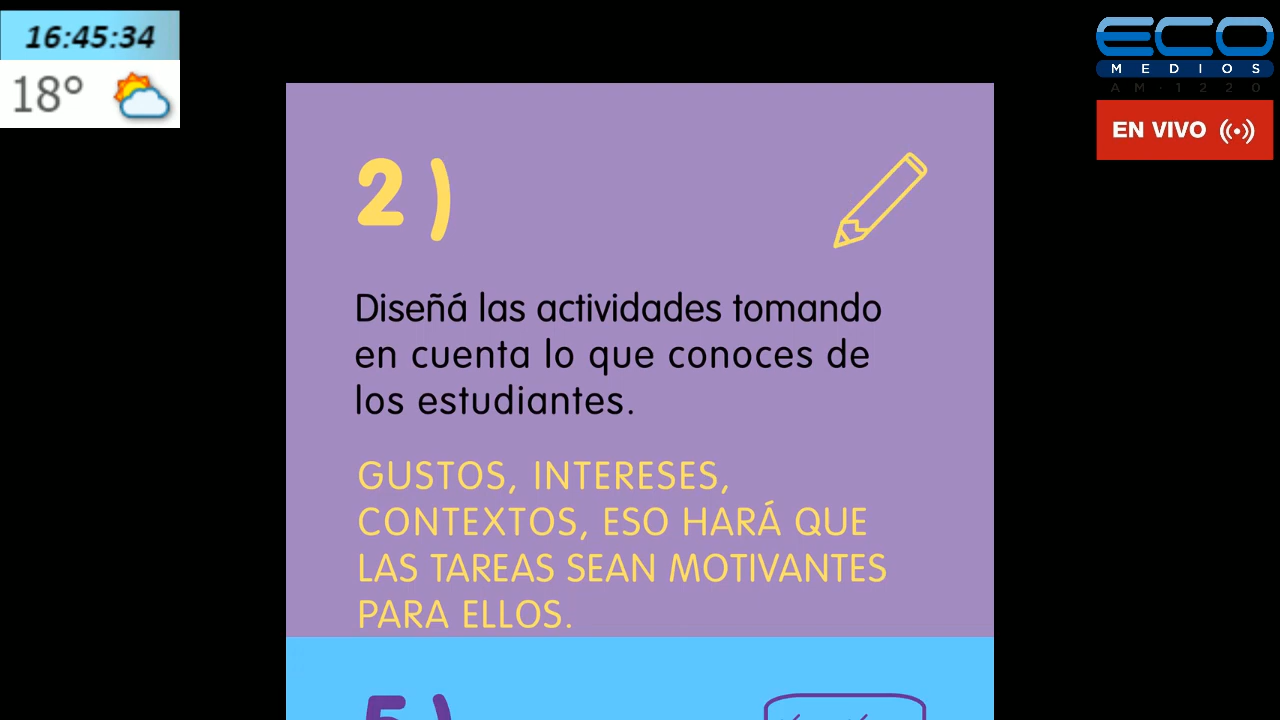 16:45:34
18°
ECO
MEDIOS
AM·1220
EN VIVO
2)
Diseñá las actividades tomando
en cuenta lo que conoces de
los estudiantes.
GUSTOS, INTERESES,
CONTEXTOS, ESO HARÁ QUE
LAS TAREAS SEAN MOTIVANTES
PARA ELLOS.
5)